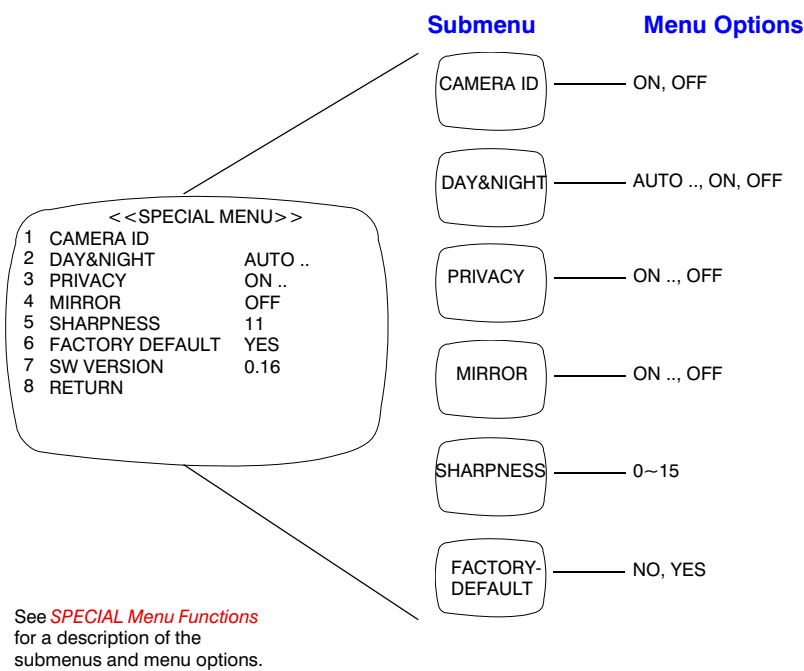 Submenu Menu Options
CAMERA ID ON, OFF
DAY&NIGHT AUTO .., ON, OFF
<<SPECIAL MENU>>
1 CAMERA ID
2 DAY&NIGHT AUTO ..
3 PRIVACY ON ..
4 MIRROR OFF
5 SHARPNESS 11
6 FACTORY DEFAULT YES
7 SW VERSION 0.16
8 RETURN
PRIVACY ON .., OFF
MIRROR ON .., OFF
SHARPNESS 0~15
FACTORY-
DEFAULT NO, YES
See SPECIAL Menu Functions
for a description of the
submenus and menu options.